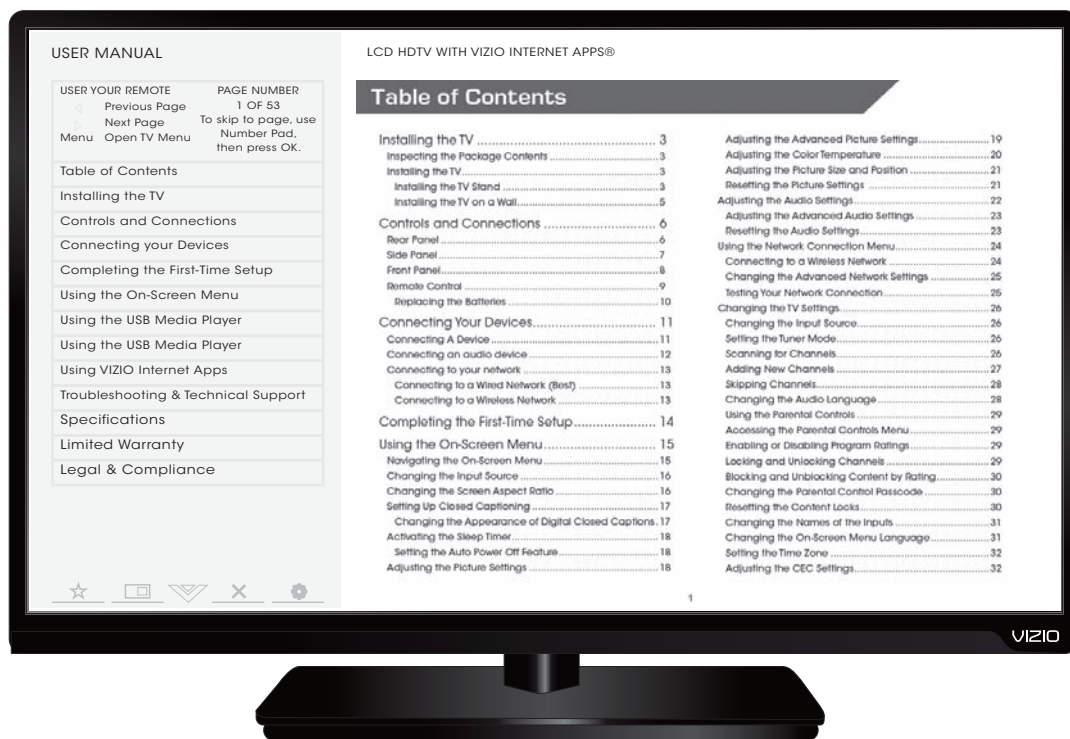 USER MANUAL
USER YOUR REMOTE
Previous Page
Next Page
Menu Open TV Menu
PAGE NUMBER
1 OF 53
To skip to page, use
Number Pad,
then press OK.
Table of Contents
Installing the TV
Controls and Connections
Connecting your Devices
Completing the First-Time Setup
Using the On-Screen Menu
Using the USB Media Player
Using the USB Media Player
Using VIZIO Internet Apps
Troubleshooting & Technical Support
Specifications
Limited Warranty
Legal & Compliance
LCD HDTV WITH VIZIO INTERNET APPS®
Table of Contents
Installing the TV ........ 3
Inspecting the Package Contents ........ 3
Installing the TV ........ 3
Installing the TV Stand ........ 3
Installing the TV on a Wall ........ 5
Controls and Connections ........ 6
Rear Panel ........ 6
Side Panel ........ 7
Front Panel ........ 8
Remote Control ........ 9
Replacing the Batteries ........ 10
Connecting Your Devices ........ 11
Connecting A Device ........ 11
Connecting an audio device ........ 12
Connecting to your network ........ 13
Connecting to a Wired Network (Best) ........ 13
Connecting to a Wireless Network ........ 13
Completing the First-Time Setup ........ 14
Using the On-Screen Menu ........ 15
Navigating the On-Screen Menu ........ 15
Changing the Input Source ........ 16
Changing the Screen Aspect Ratio ........ 16
Setting Up Closed Captioning ........ 17
Changing the Appearance of Digital Closed Captions. 17
Activating the Sleep Timer ........ 18
Setting the Auto Power Off Feature ........ 18
Adjusting the Picture Settings ........ 18
Adjusting the Advanced Picture Settings ........ 19
Adjusting the Color Temperature ........ 20
Adjusting the Picture Size and Position ........ 21
Resetting the Picture Settings ........ 21
Adjusting the Audio Settings ........ 22
Adjusting the Advanced Audio Settings ........ 23
Resetting the Audio Settings ........ 23
Using the Network Connection Menu ........ 24
Connecting to a Wireless Network ........ 24
Changing the Advanced Network Settings ........ 25
Testing Your Network Connection ........ 25
Changing the TV Settings ........ 26
Changing the Input Source ........ 26
Setting the Tuner Mode ........ 26
Scanning for Channels ........ 26
Adding New Channels ........ 27
Skipping Channels ........ 28
Changing the Audio Language ........ 28
Using the Parental Controls ........ 29
Accessing the Parental Controls Menu ........ 29
Enabling or Disabling Program Ratings ........ 29
Locking and Unlocking Channels ........ 29
Blocking and Unblocking Content by Rating ........ 30
Changing the Parental Control Passcode ........ 30
Resetting the Content Locks ........ 30
Changing the Names of the Inputs ........ 31
Changing the On-Screen Menu Language ........ 31
Setting the Time Zone ........ 32
Adjusting the CEC Settings ........ 32
1
VIZIO